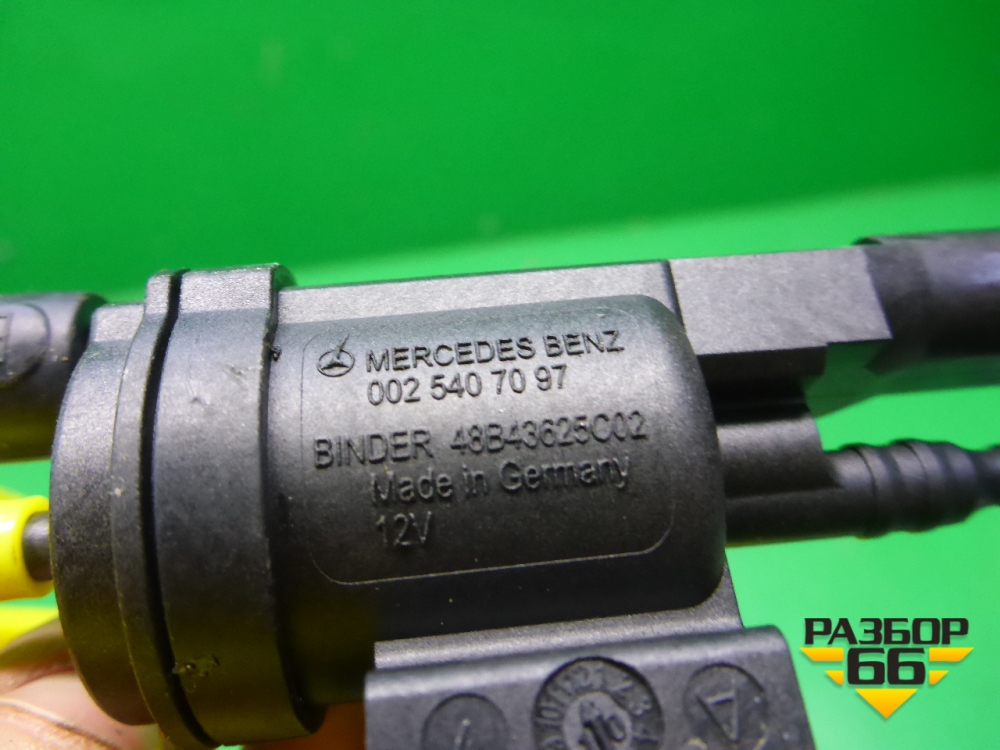 MERCEDES BENZ
002 540 70 97
BINDER 48B43625C02
Made in Germany
12V
РАЗБОР
66